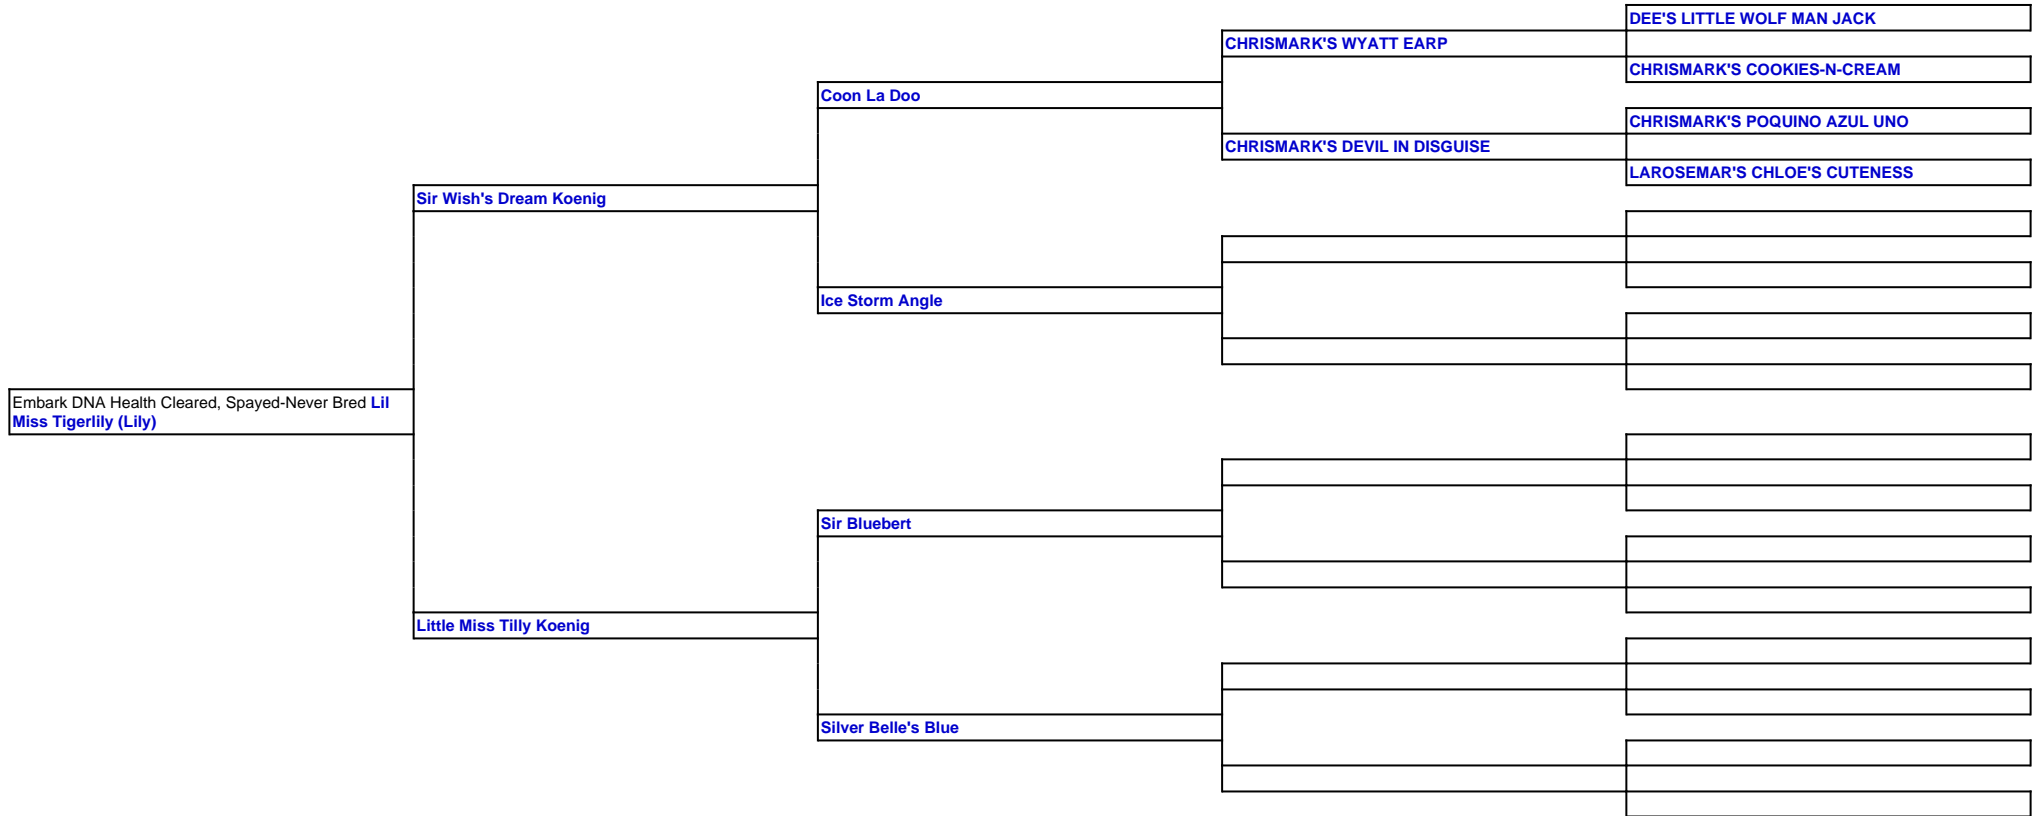 DEE'S LITTLE WOLF MAN JACK
CHRISMARK'S WYATT EARP
CHRISMARK'S COOKIES-N-CREAM
Coon La Doo
CHRISMARK'S POQUINO AZUL UNO
CHRISMARK'S DEVIL IN DISGUISE
LAROSEMAR'S CHLOE'S CUTENESS
Sir Wish's Dream Koenig
Ice Storm Angle
Embark DNA Health Cleared, Spayed-Never Bred Lil
Miss Tigerlily (Lily)
Sir Bluebert
Little Miss Tilly Koenig
Silver Belle's Blue